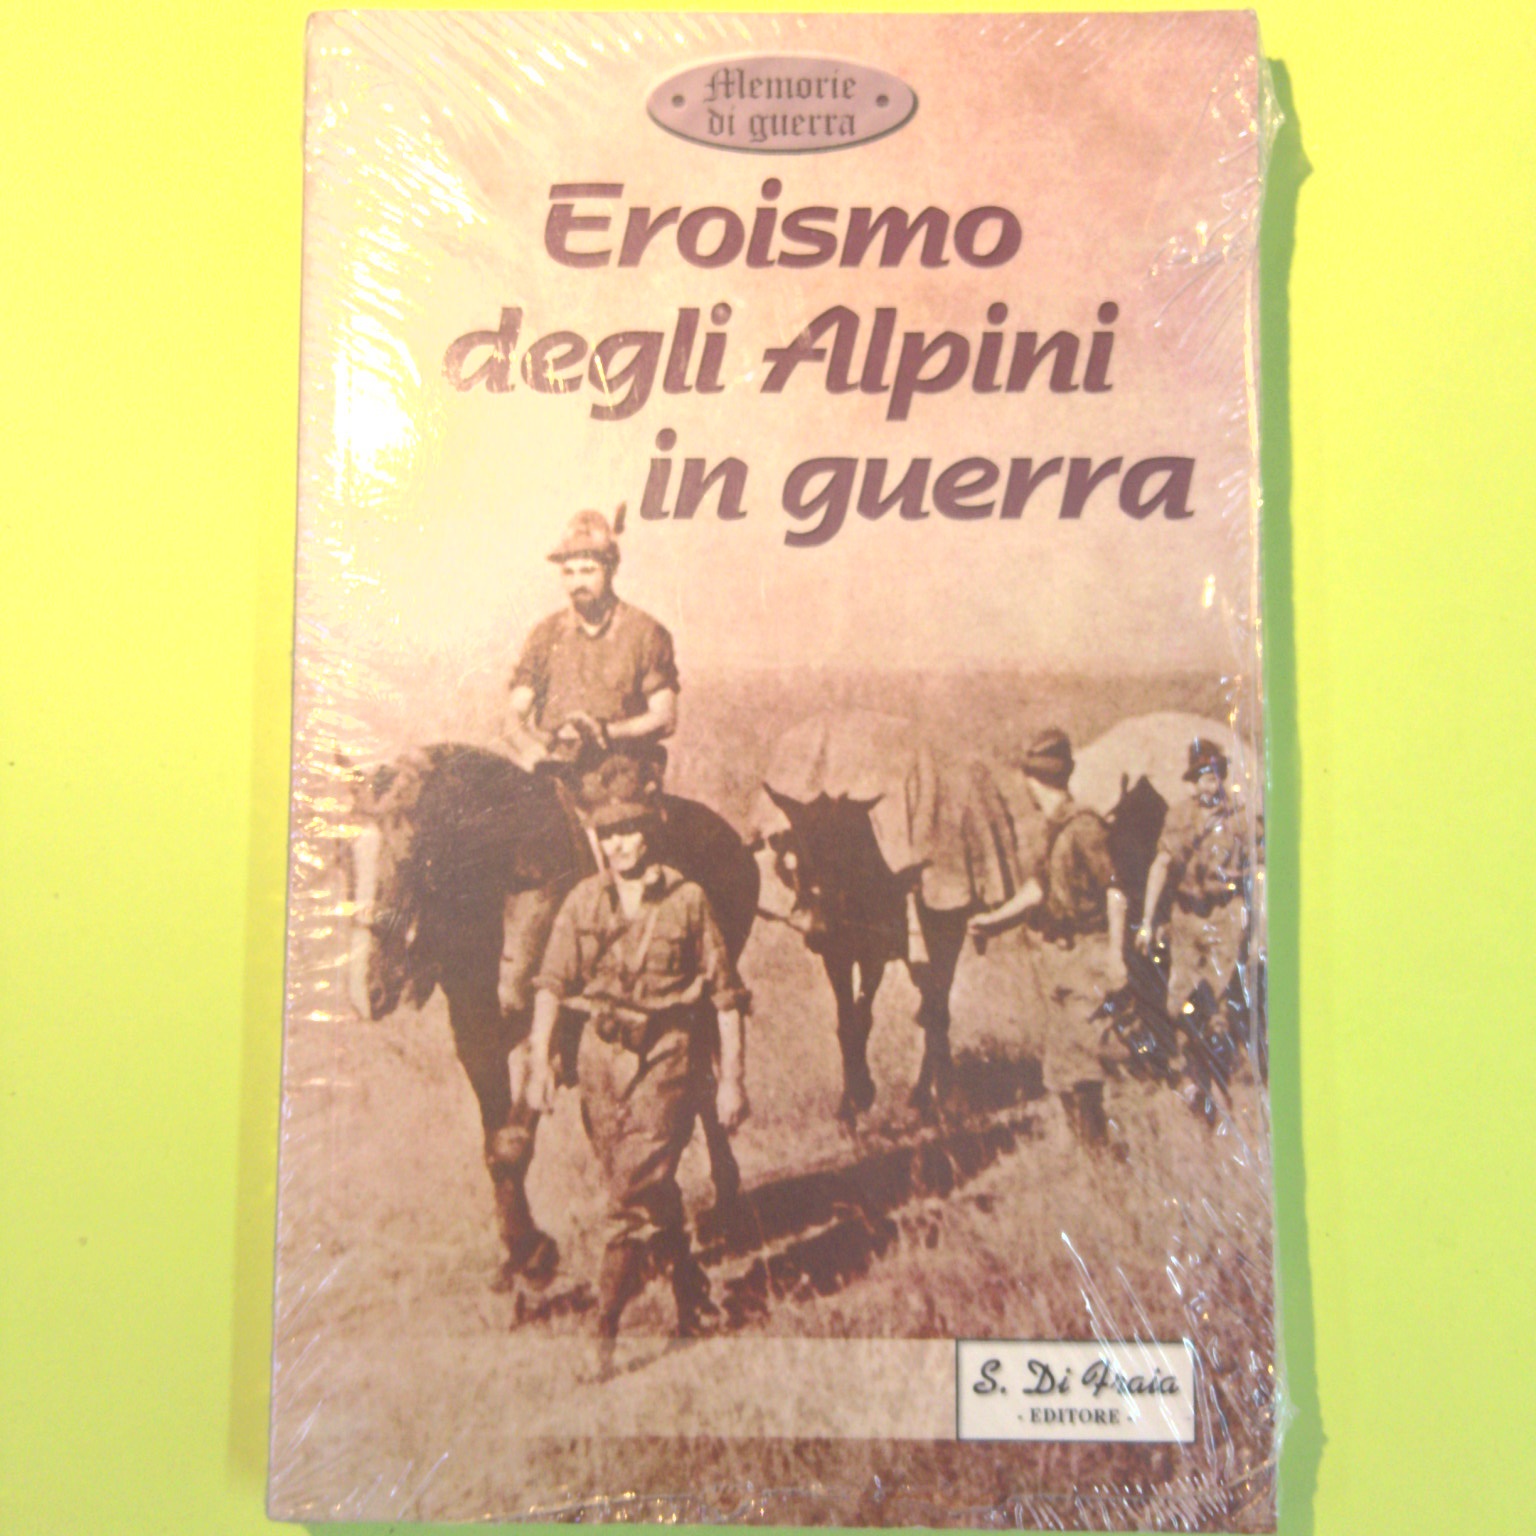 Memorie
di guerra
Eroismo
degli Alpini
in guerra
S. Di Fraia
- EDITORE -